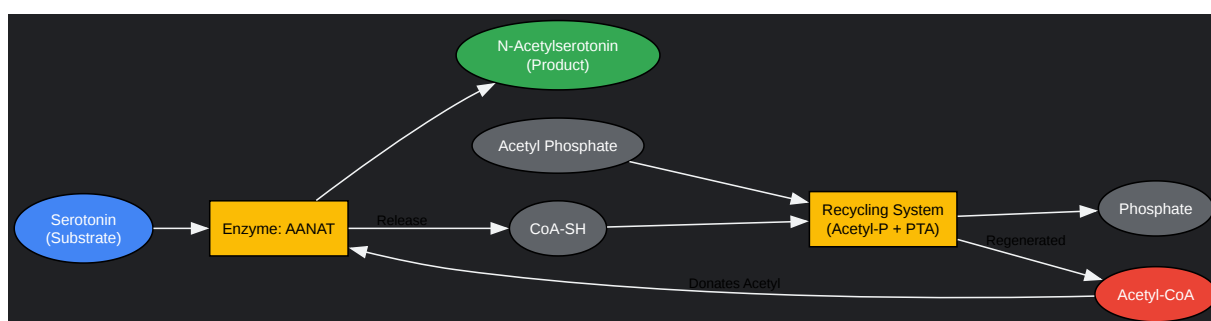 N-Acetylserotonin
(Product)
Acetyl Phosphate
Serotonin
(Substrate)
Enzyme: AANAT
Release
CoA-SH
Recycling System
(Acetyl-P + PTA)
Phosphate
Regenerated
Donates Acetyl
Acetyl-CoA